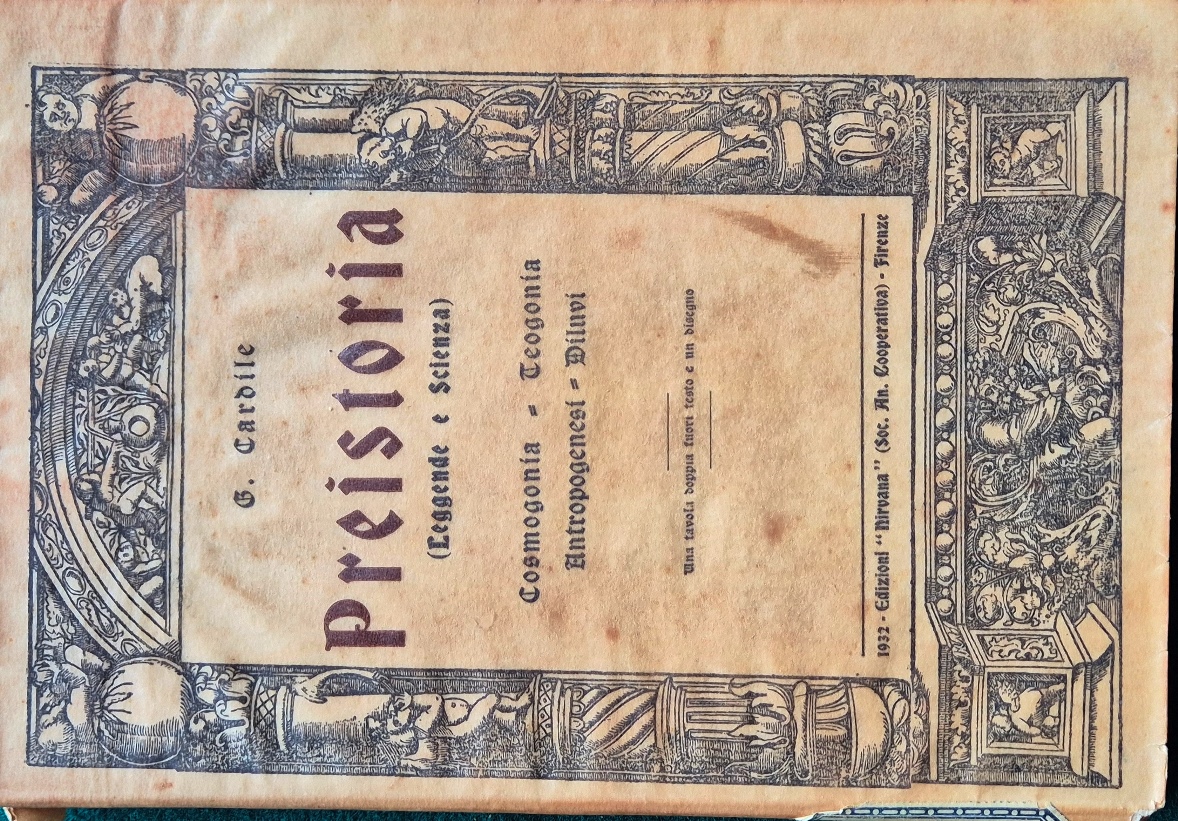 G. Cardile
Preistoria
(Leggende e Scienza)
Cosmogonia = Teogonia
Antropogenesi = Diluvi
Una tavola doppia fuori testo e un disegno
1932 - Edizioni “Nirvana” (Soc. An. Cooperativa) - Firenze